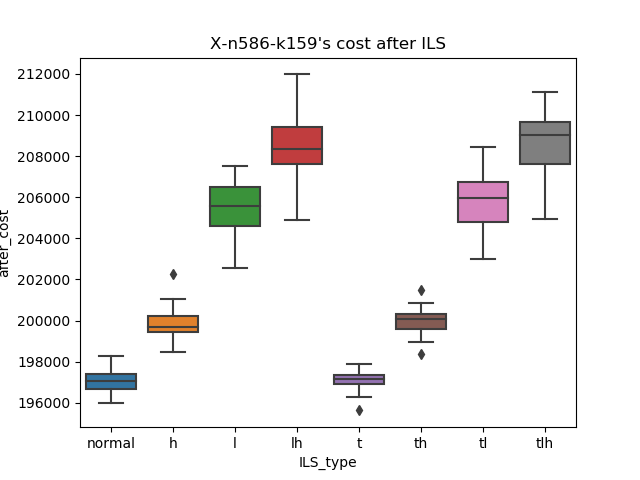 X-n586-k159's cost after ILS
212000
210000
208000
206000
204000
202000
200000
198000
196000
after_cost
normal h l lh t th tl tlh
ILS_type